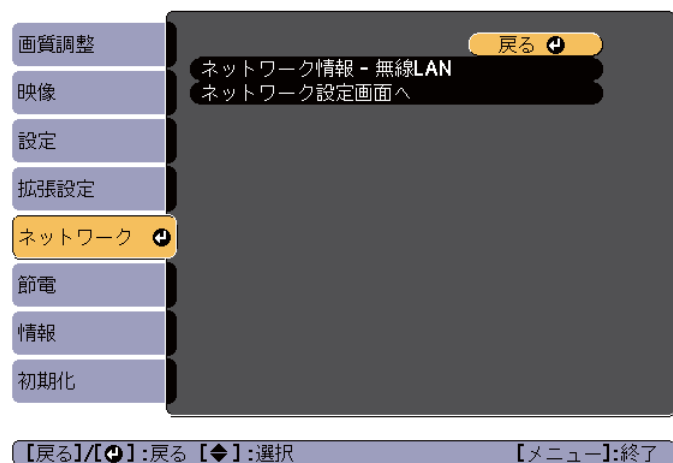 画質調整
映像
設定
拡張設定
ネットワーク
節電
情報
初期化
戻る
ネットワーク情報 - 無線LAN
ネットワーク設定画面へ
【戻る】/【】:戻る 【】:選択 【メニュー】:終了